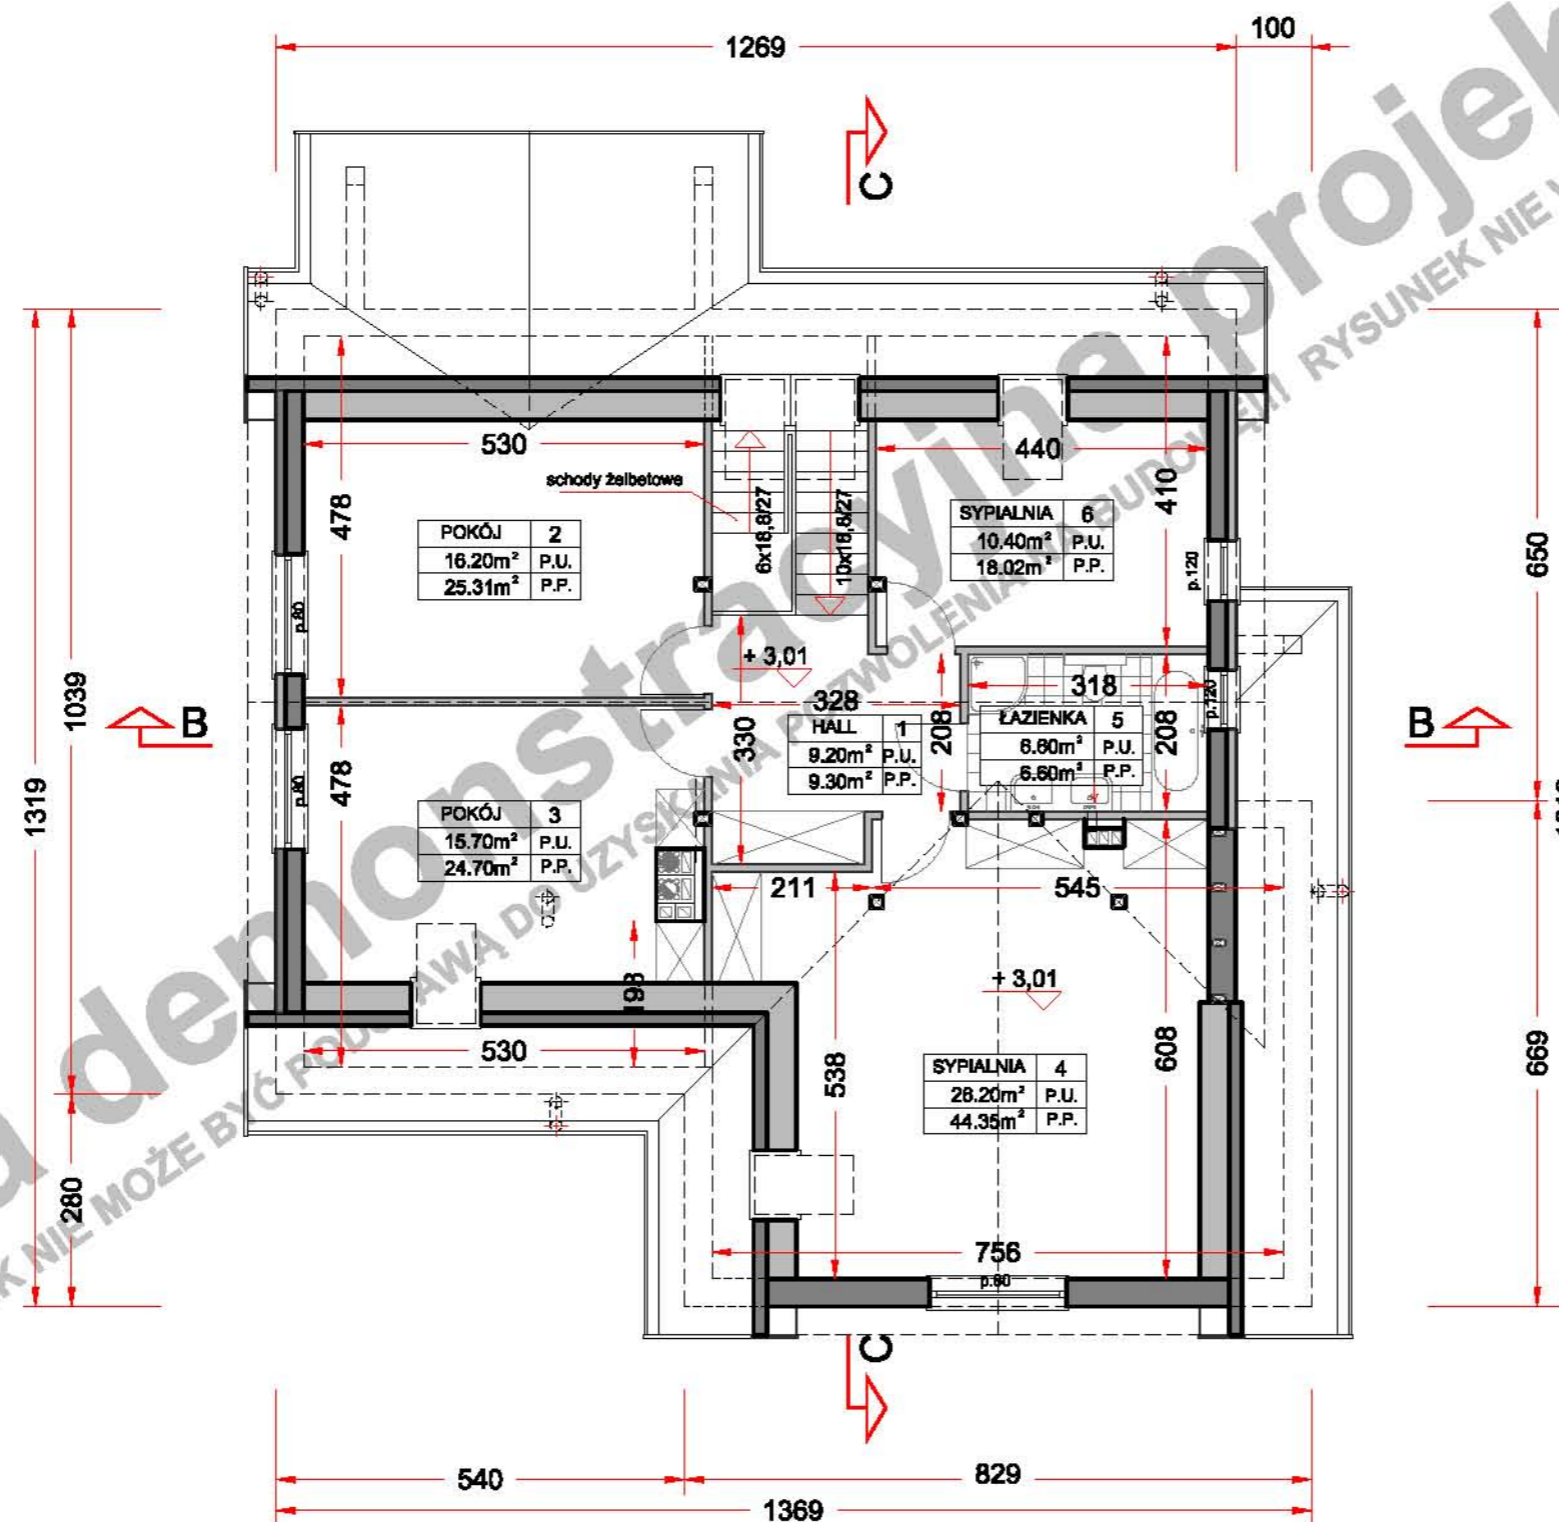 1269
100
C
a demonstracyjna projek
K NIE MOŻE BYĆ PODSTAWĄ DO UZYSKANIA POZWOLENIA NA BUDOWĘ!!! RYSUNEK NIE
530
440
478
410
schody żelbetowe
6x18,8/27
10x18,8/27
POKÓJ 2
16.20m² P.U.
25.31m² P.P.
SYPIALNIA 6
10.40m² P.U.
18.02m² P.P.
p.120
650
p.80
+ 3,01
1039
B
328
318
p.120
HALL 1
9.20m² P.U.
9.30m² P.P.
330
208
ŁAZIENKA 5
6.60m² P.U.
6.60m² P.P.
208
B
1319
478
p.80
POKÓJ 3
15.70m² P.U.
24.70m² P.P.
211
545
198
+ 3,01
530
538
608
669
SYPIALNIA 4
26.20m² P.U.
44.35m² P.P.
280
756
p.80
C
540
829
1369